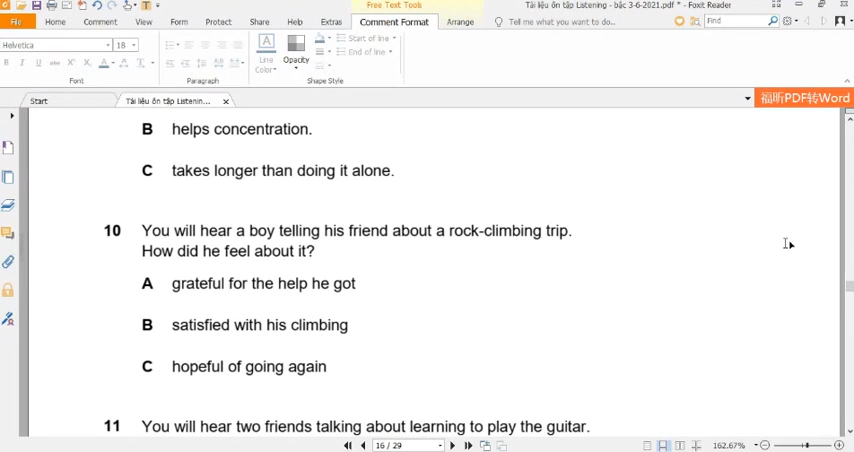 Free Text Tools
Tài liệu ôn tập Listening - bậc 3-6-2021.pdf * - Foxit Reader
File Home Comment View Form Protect Share Help Extras Comment Format Arrange Tell me what you want to do... Find
Helvetica 18
Line Color Opacity
Start of line
End of line
B I U abc X² X₂ A T
Font Paragraph Shape Style
Start Tài liệu ôn tập Listenin... x 福昕PDF转Word
B helps concentration.
C takes longer than doing it alone.
10 You will hear a boy telling his friend about a rock-climbing trip.
How did he feel about it?
A grateful for the help he got
B satisfied with his climbing
C hopeful of going again
11 You will hear two friends talking about learning to play the guitar.
16 / 29 162.67%